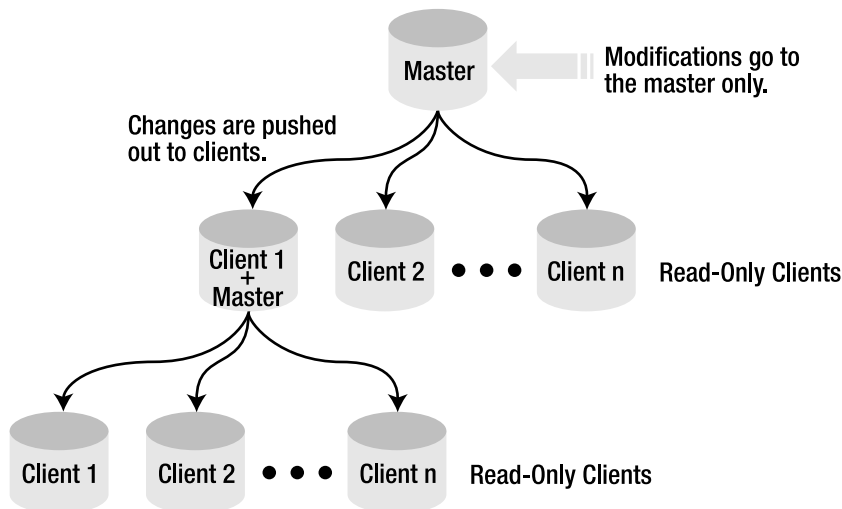 Master
Modifications go to
the master only.
Changes are pushed
out to clients.
Client 1
+
Master
Client 2
Client n
Read-Only Clients
Client 1
Client 2
Client n
Read-Only Clients